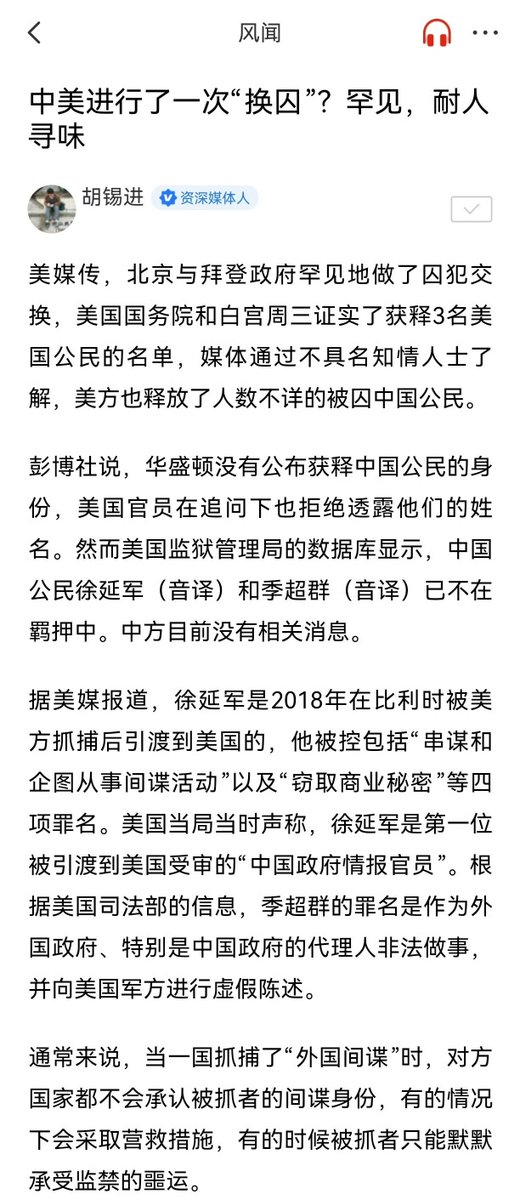 风闻
中美进行了一次“换囚”？罕见，耐人
寻味
胡锡进 资深媒体人
美媒传，北京与拜登政府罕见地做了囚犯交
换，美国国务院和白宫周三证实了获释3名美
国公民的名单，媒体通过不具名知情人士了
解，美方也释放了人数不详的被囚中国公民。
彭博社说，华盛顿没有公布获释中国公民的身
份，美国官员在追问下也拒绝透露他们的姓
名。然而美国监狱管理局的数据库显示，中国
公民徐延军（音译）和季超群（音译）已不在
羁押中。中方目前没有相关消息。
据美媒报道，徐延军是2018年在比利时被美
方抓捕后引渡到美国的，他被控包括“串谋和
企图从事间谍活动”以及“窃取商业秘密”等四
项罪名。美国当局当时声称，徐延军是第一位
被引渡到美国受审的“中国政府情报官员”。根
据美国司法部的信息，季超群的罪名是作为外
国政府、特别是中国政府的代理人非法做事，
并向美国军方进行虚假陈述。
通常来说，当一国抓捕了“外国间谍”时，对方
国家都不会承认被抓者的间谍身份，有的情况
下会采取营救措施，有的时候被抓者只能默默
承受监禁的噩运。